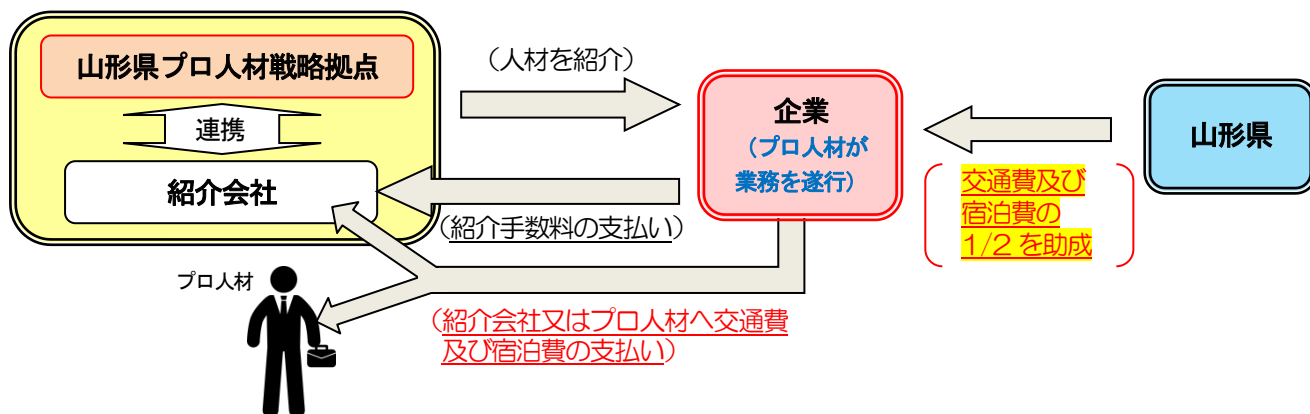 山形県プロ人材戦略拠点
連携
紹介会社
(人材を紹介)
(紹介手数料の支払い)
企業
(プロ人材が
業務を遂行)
山形県
交通費及び
宿泊費の
1/2 を助成
プロ人材
(紹介会社又はプロ人材へ交通費
及び宿泊費の支払い)